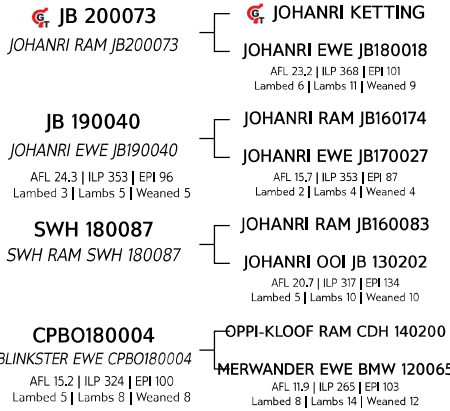 GT JB 200073
JOHANRI RAM JB200073
GT JOHANRI KETTING
JOHANRI EWE JB180018
AFL 23.2 | ILP 368 | EPI 101
Lambed 6 | Lambs 11 | Weaned 9
JB 190040
JOHANRI EWE JB190040
AFL 24.3 | ILP 353 | EPI 96
Lambed 3 | Lambs 5 | Weaned 5
JOHANRI RAM JB160174
JOHANRI EWE JB170027
AFL 15.7 | ILP 353 | EPI 87
Lambed 2 | Lambs 4 | Weaned 4
SWH 180087
SWH RAM SWH 180087
JOHANRI RAM JB160083
JOHANRI OOI JB 130202
AFL 20.7 | ILP 317 | EPI 134
Lambed 5 | Lambs 10 | Weaned 10
CPBO180004
BLINKSTER EWE CPBO180004
AFL 15.2 | ILP 324 | EPI 100
Lambed 5 | Lambs 8 | Weaned 8
OPPI-KLOOF RAM CDH 140200
MERWANDER EWE BMW 120065
AFL 11.9 | ILP 265 | EPI 103
Lambed 8 | Lambs 14 | Weaned 12